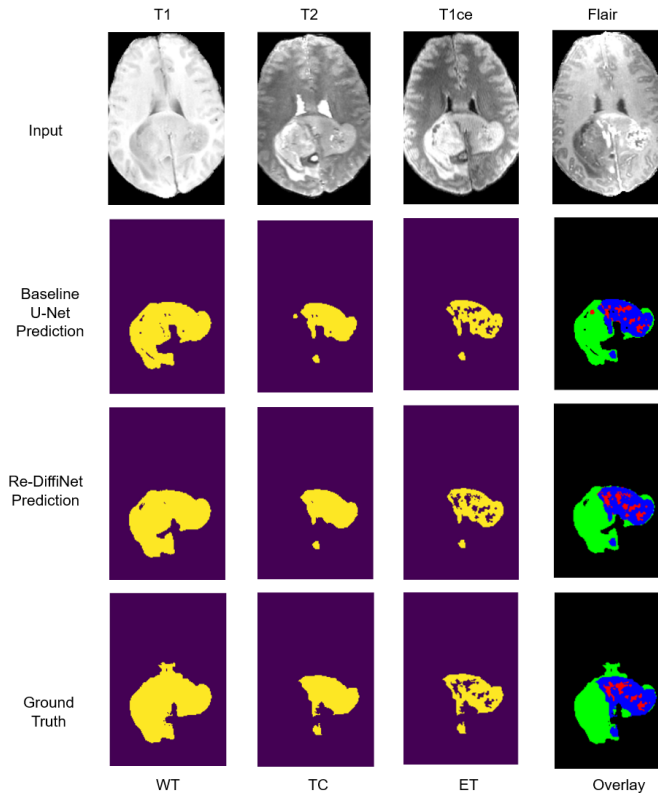 T1 T2 T1ce Flair
Input
Baseline
U-Net
Prediction
Re-DiffiNet
Prediction
Ground
Truth
WT TC ET Overlay